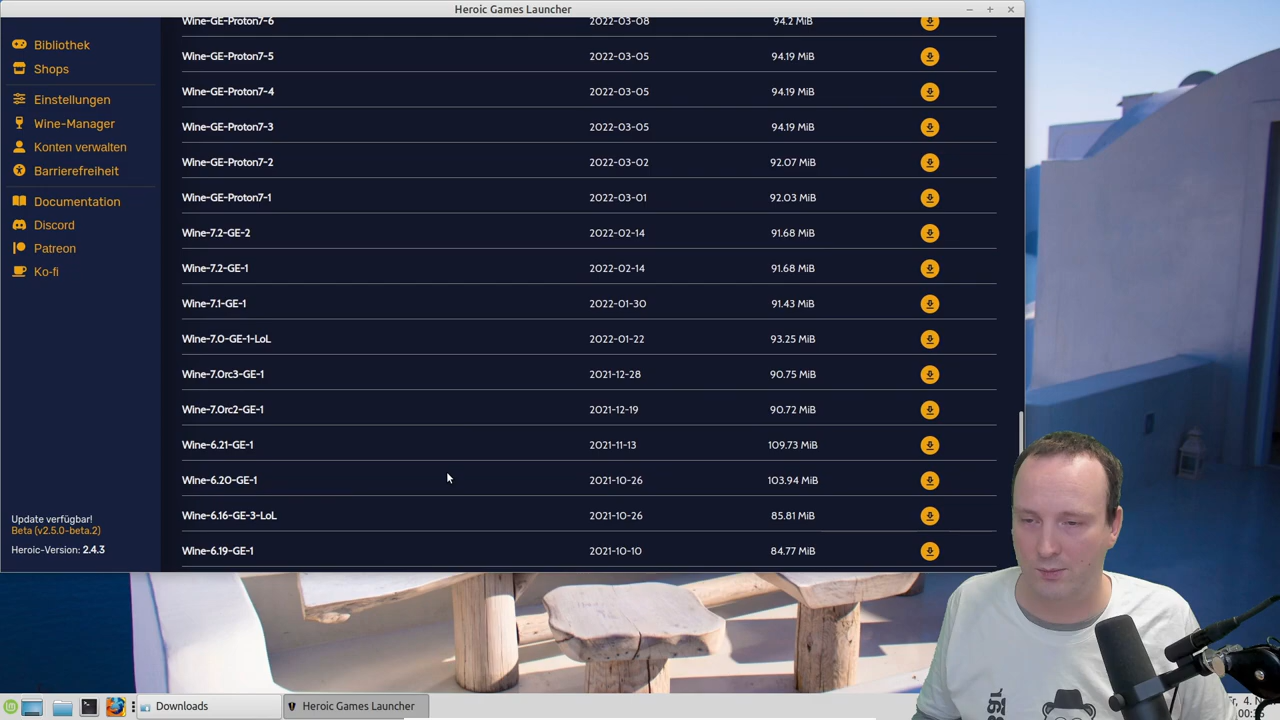 Heroic Games Launcher
Bibliothek
Shops
Einstellungen
Wine-Manager
Konten verwalten
Barrierefreiheit
Documentation
Discord
Patreon
Ko-fi
Update verfügbar!
Beta (v2.5.0-beta.2)
Heroic-Version: 2.4.3
Wine-GE-Proton7-6 2022-03-08 94.2 MiB
Wine-GE-Proton7-5 2022-03-05 94.19 MiB
Wine-GE-Proton7-4 2022-03-05 94.19 MiB
Wine-GE-Proton7-3 2022-03-05 94.19 MiB
Wine-GE-Proton7-2 2022-03-02 92.07 MiB
Wine-GE-Proton7-1 2022-03-01 92.03 MiB
Wine-7.2-GE-2 2022-02-14 91.68 MiB
Wine-7.2-GE-1 2022-02-14 91.68 MiB
Wine-7.1-GE-1 2022-01-30 91.43 MiB
Wine-7.0-GE-1-LoL 2022-01-22 93.25 MiB
Wine-7.0rc3-GE-1 2021-12-28 90.75 MiB
Wine-7.0rc2-GE-1 2021-12-19 90.72 MiB
Wine-6.21-GE-1 2021-11-13 109.73 MiB
Wine-6.20-GE-1 2021-10-26 103.94 MiB
Wine-6.16-GE-3-LoL 2021-10-26 85.81 MiB
Wine-6.19-GE-1 2021-10-10 84.77 MiB
Downloads
Heroic Games Launcher
Fr, 4.